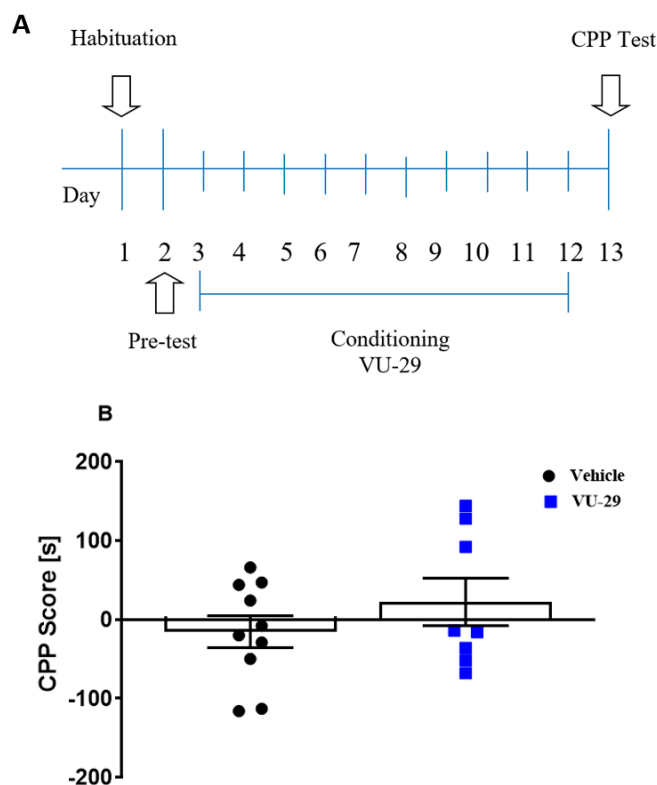 A
Habituation
CPP Test
Day
1 2 3 4 5 6 7 8 9 10 11 12 13
Pre-test
Conditioning
VU-29
B
200
100
0
-100
-200
CPP Score [s]
Vehicle
VU-29